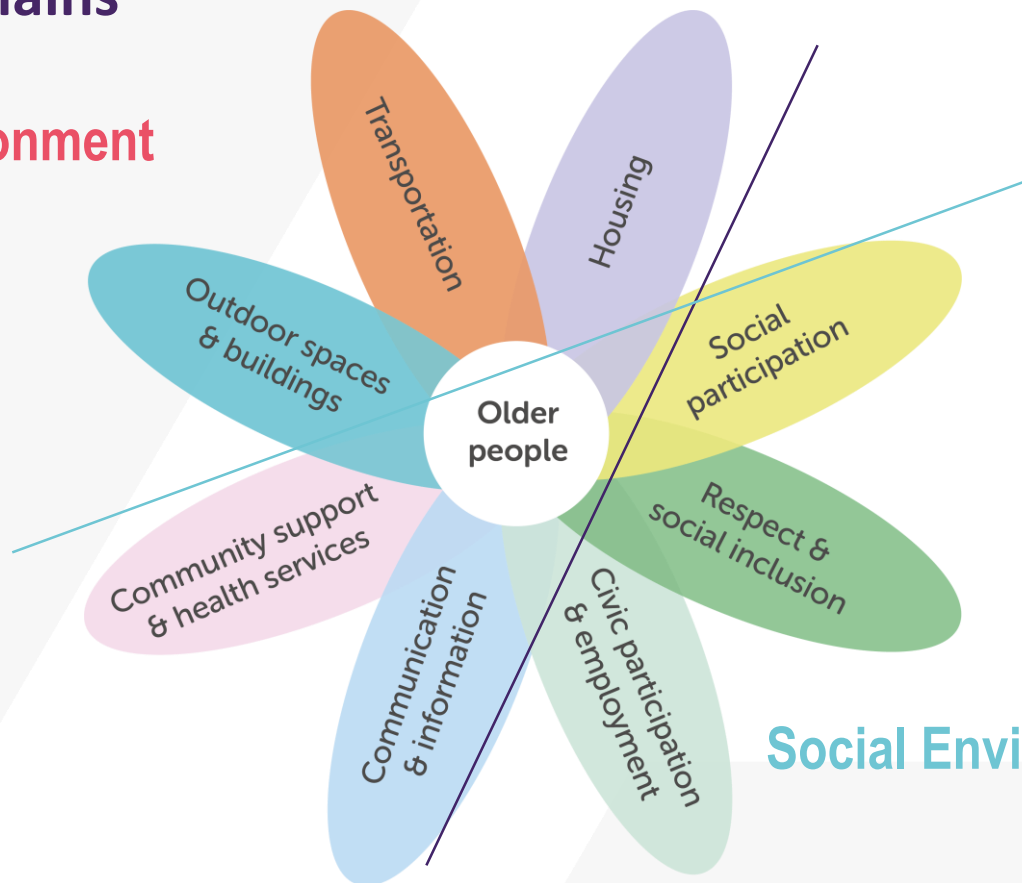 mains
onment
Transportation
Housing
Outdoor spaces
& buildings
Social
participation
Older
people
Community support
& health services
Respect &
social inclusion
Communication
& information
Civic participation
& employment
Social Envi